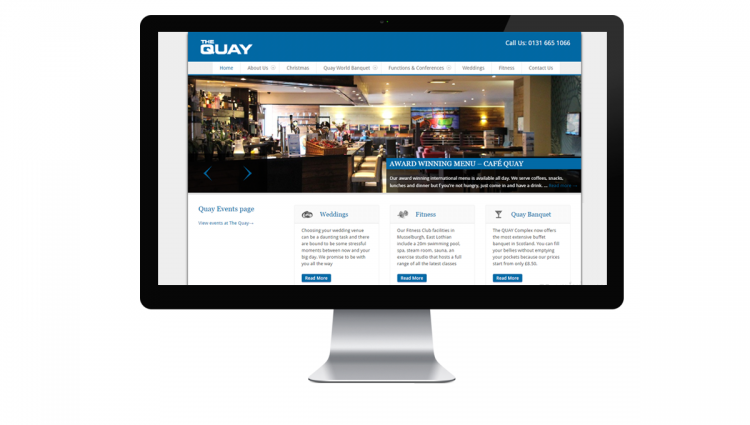 THE
QUAY
Call Us: 0131 665 1066
Home About Us Christmas Quay World Banquet Functions & Conferences Weddings Fitness Contact Us
AWARD WINNING MENU – CAFÉ QUAY
Our award winning international menu is available all day. We serve coffees, snacks,
lunches and dinner but if you're not hungry, just come in and have a drink. ... Read more →
Quay Events page
View events at The Quay→
Weddings
Choosing your wedding venue
can be a daunting task and there
are bound to be some stressful
moments between now and your
big day. We promise to be with
you all the way
Read More
Fitness
Our Fitness Club facilities in
Musselburgh, East Lothian
include a 20m swimming pool,
spa, steam room, sauna, an
exercise studio that hosts a full
range of all the latest classes
Read More
Quay Banquet
The QUAY Complex now offers
the most extensive buffet
banquet in Scotland. You can fill
your bellies without emptying
your pockets because our prices
start from only £8.50.
Read More